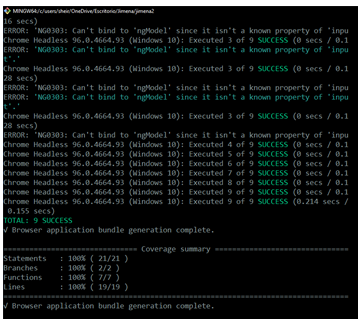 MINGW64:/c/users/sheir/OneDrive/Escritorio/Jimena/jimena2
16 secs)
ERROR: 'NG0303: Can't bind to 'ngModel' since it isn't a known property of 'inpu
Chrome Headless 96.0.4664.93 (Windows 10): Executed 3 of 9 SUCCESS (0 secs / 0.1
ERROR: 'NG0303: Can't bind to 'ngModel' since it isn't a known property of 'inpu
t'.'
Chrome Headless 96.0.4664.93 (Windows 10): Executed 3 of 9 SUCCESS (0 secs / 0.1
28 secs)
ERROR: 'NG0303: Can't bind to 'ngModel' since it isn't a known property of 'inpu
ERROR: 'NG0303: Can't bind to 'ngModel' since it isn't a known property of 'inpu
t'.'
Chrome Headless 96.0.4664.93 (Windows 10): Executed 3 of 9 SUCCESS (0 secs / 0.1
28 secs)
ERROR: 'NG0303: Can't bind to 'ngModel' since it isn't a known property of 'inpu
Chrome Headless 96.0.4664.93 (Windows 10): Executed 4 of 9 SUCCESS (0 secs / 0.1
Chrome Headless 96.0.4664.93 (Windows 10): Executed 5 of 9 SUCCESS (0 secs / 0.1
Chrome Headless 96.0.4664.93 (Windows 10): Executed 6 of 9 SUCCESS (0 secs / 0.1
Chrome Headless 96.0.4664.93 (Windows 10): Executed 7 of 9 SUCCESS (0 secs / 0.1
Chrome Headless 96.0.4664.93 (Windows 10): Executed 8 of 9 SUCCESS (0 secs / 0.1
Chrome Headless 96.0.4664.93 (Windows 10): Executed 9 of 9 SUCCESS (0 secs / 0.1
Chrome Headless 96.0.4664.93 (Windows 10): Executed 9 of 9 SUCCESS (0.214 secs /
0.155 secs)
TOTAL: 9 SUCCESS
√ Browser application bundle generation complete.
=============================== Coverage summary ===============================
Statements : 100% ( 21/21 )
Branches : 100% ( 2/2 )
Functions : 100% ( 7/7 )
Lines : 100% ( 19/19 )
================================================================================
√ Browser application bundle generation complete.